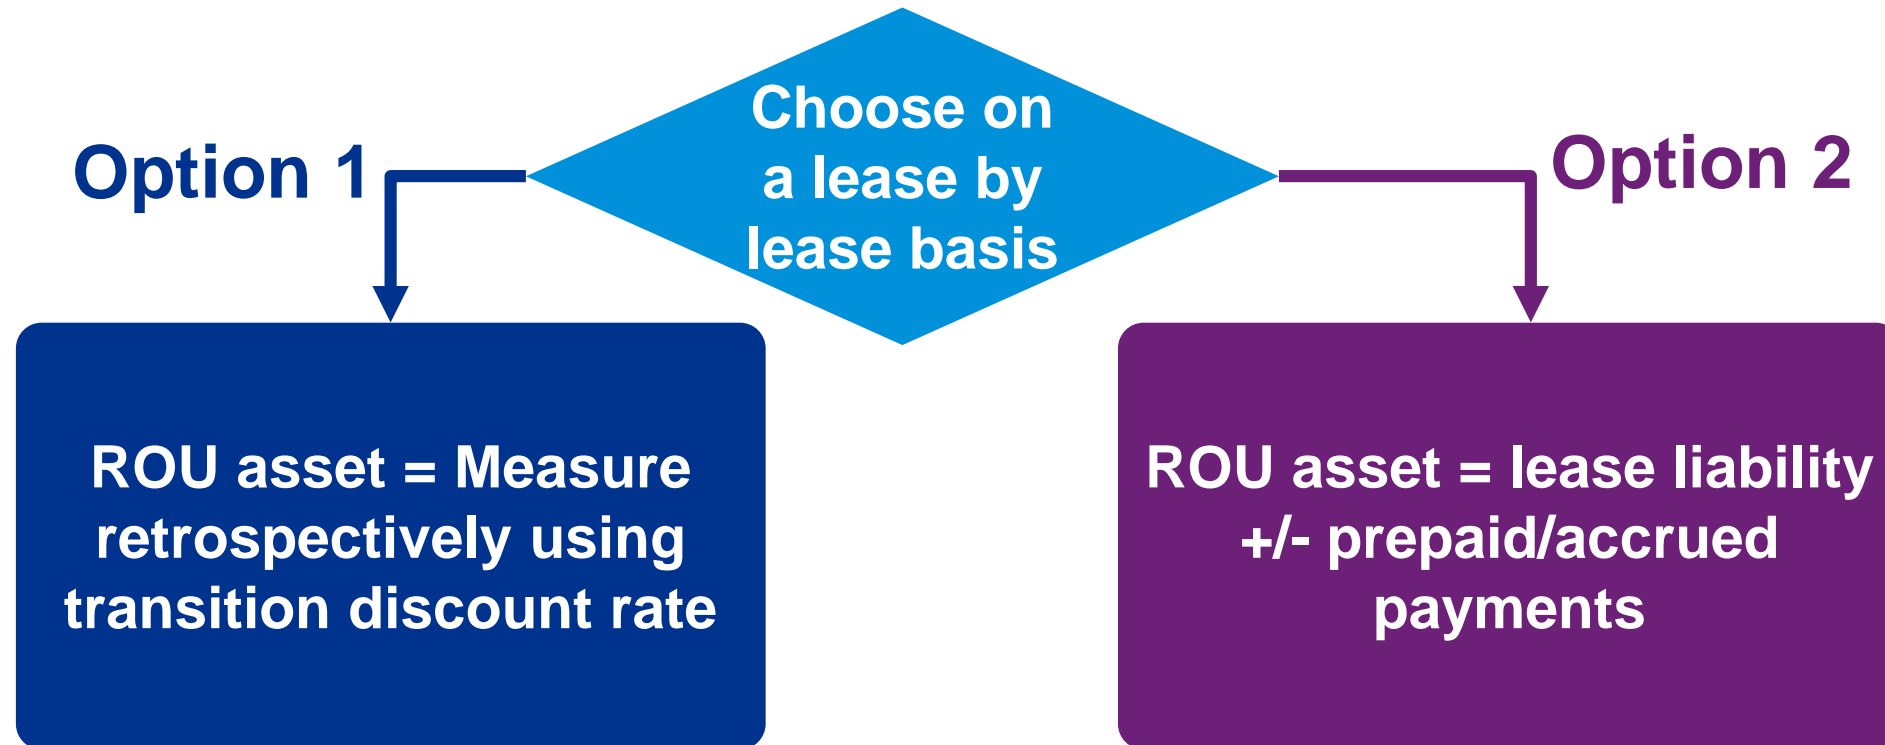 Choose on
a lease by
lease basis
Option 1
Option 2
ROU asset = Measure
retrospectively using
transition discount rate
ROU asset = lease liability
+/- prepaid/accrued
payments